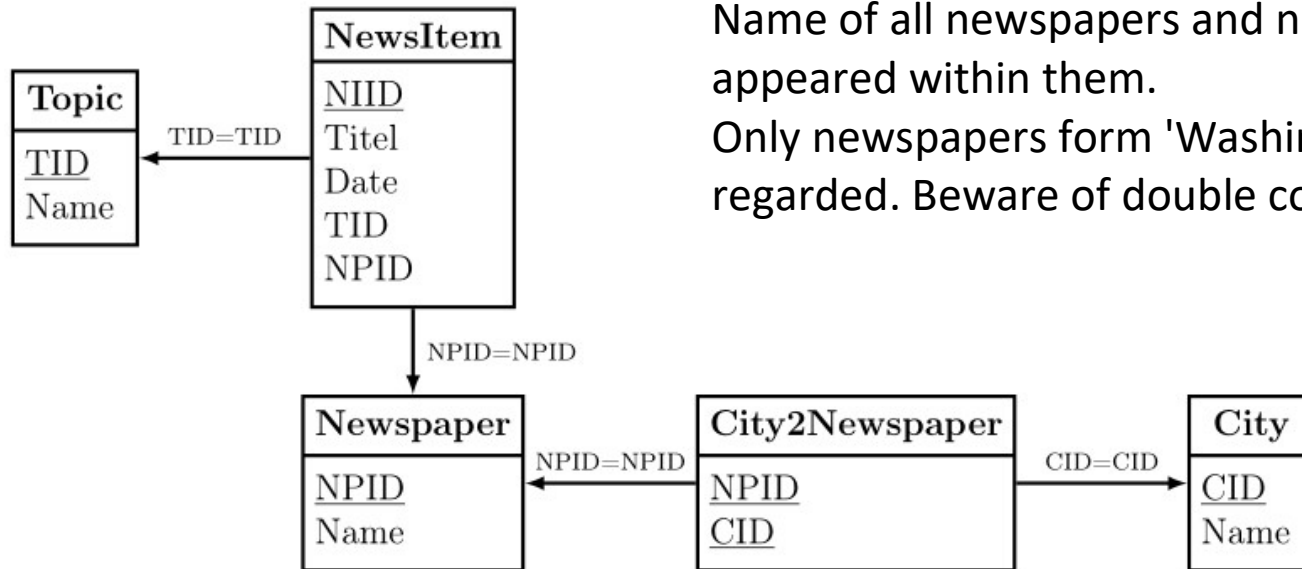 Name of all newspapers and
appeared within them.
Only newspapers form
regarded. Beware of double
NewsItem
NIID
Titel
Date
TID
NPID
Topic
TID
Name
TID=TID
NPID=NPID
Newspaper
NPID
Name
NPID=NPID
City2Newspaper
NPID
CID
CID=CID
City
CID
Name